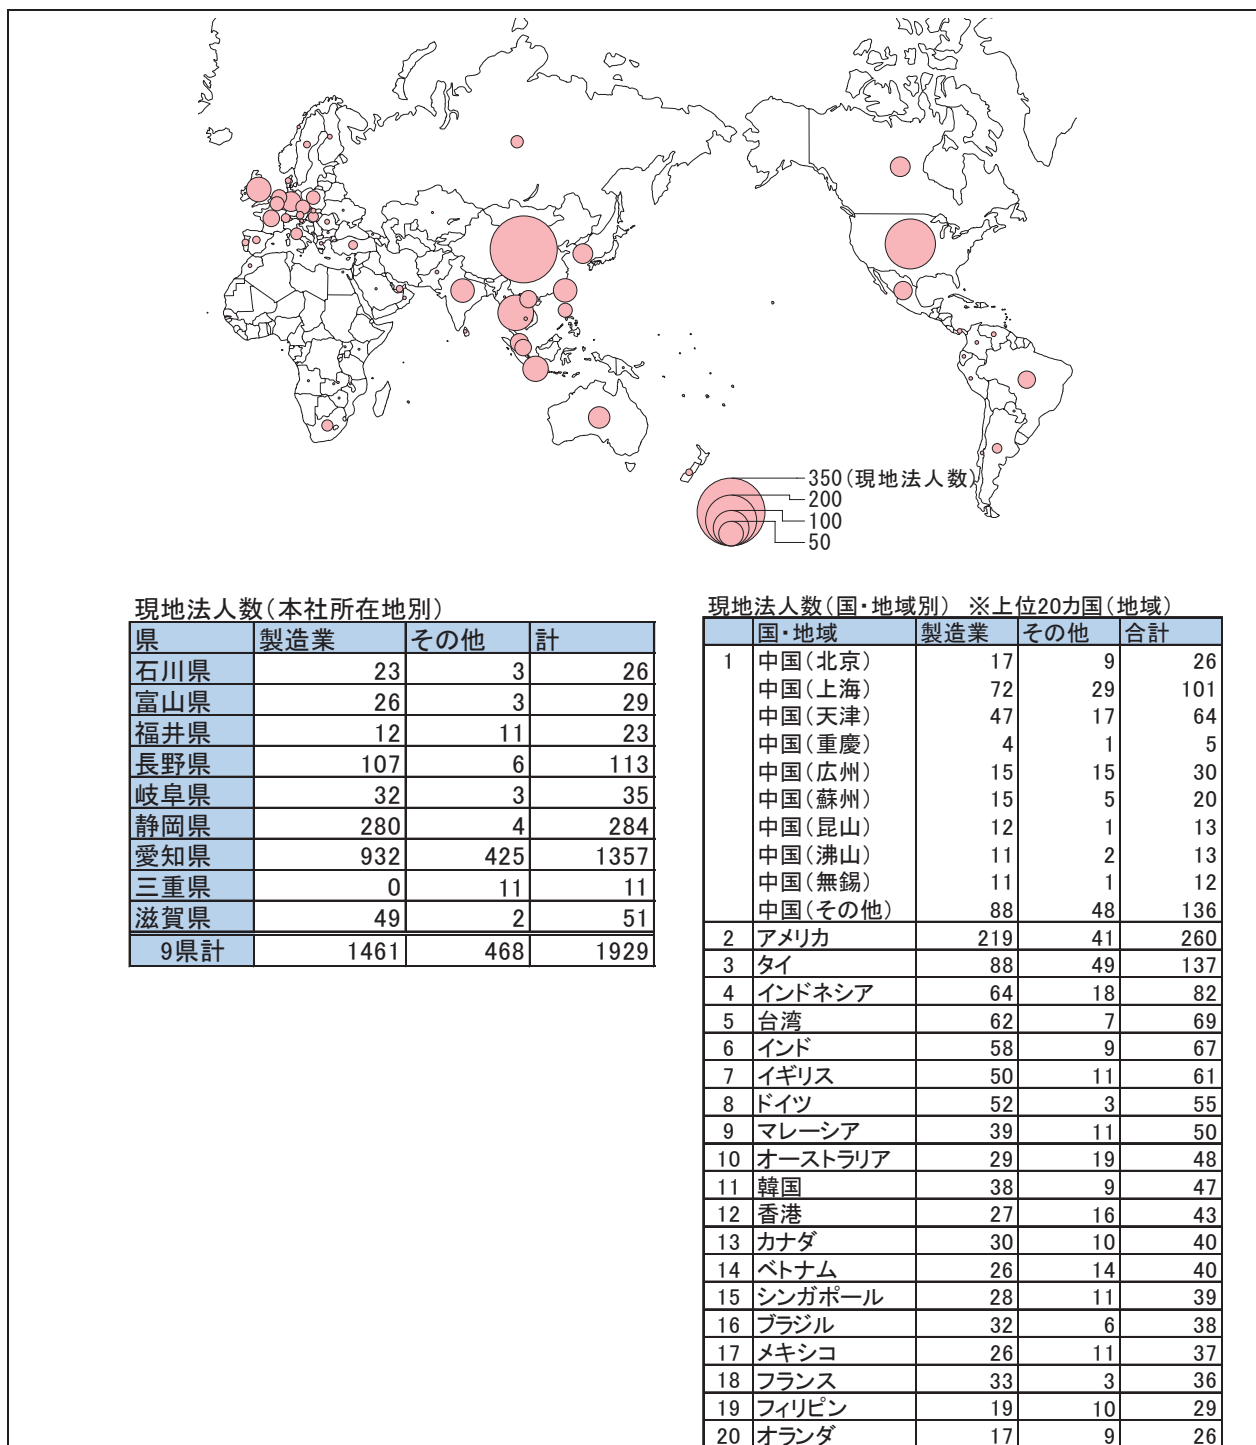 350(現地法人数)
200
100
50
現地法人数(本社所在地別)
県 製造業 その他 計
石川県 23 3 26
富山県 26 3 29
福井県 12 11 23
長野県 107 6 113
岐阜県 32 3 35
静岡県 280 4 284
愛知県 932 425 1357
三重県 0 11 11
滋賀県 49 2 51
9県計 1461 468 1929
現地法人数(国・地域別) ※上位20カ国(地域)
国・地域 製造業 その他 合計
1 中国(北京) 17 9 26
中国(上海) 72 29 101
中国(天津) 47 17 64
中国(重慶) 4 1 5
中国(広州) 15 15 30
中国(蘇州) 15 5 20
中国(昆山) 12 1 13
中国(沸山) 11 2 13
中国(無錫) 11 1 12
中国(その他) 88 48 136
2 アメリカ 219 41 260
3 タイ 88 49 137
4 インドネシア 64 18 82
5 台湾 62 7 69
6 インド 58 9 67
7 イギリス 50 11 61
8 ドイツ 52 3 55
9 マレーシア 39 11 50
10 オーストラリア 29 19 48
11 韓国 38 9 47
12 香港 27 16 43
13 カナダ 30 10 40
14 ベトナム 26 14 40
15 シンガポール 28 11 39
16 ブラジル 32 6 38
17 メキシコ 26 11 37
18 フランス 33 3 36
19 フィリピン 19 10 29
20 オランダ 17 9 26